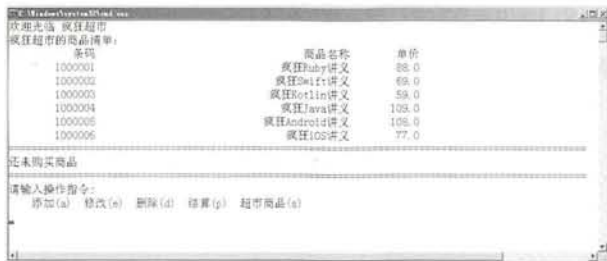 C:\Windows\system32\cmd.exe
欢迎光临 疯狂超市
疯狂超市的商品清单:
条码 商品名称 单价
1000001 疯狂Ruby讲义 88.0
1000002 疯狂Swift讲义 69.0
1000003 疯狂Kotlin讲义 59.0
1000004 疯狂Java讲义 109.0
1000005 疯狂Android讲义 108.0
1000006 疯狂iOS讲义 77.0
还未购买商品
请输入操作指令:
添加(a) 修改(e) 删除(d) 结算(p) 超市商品(s)